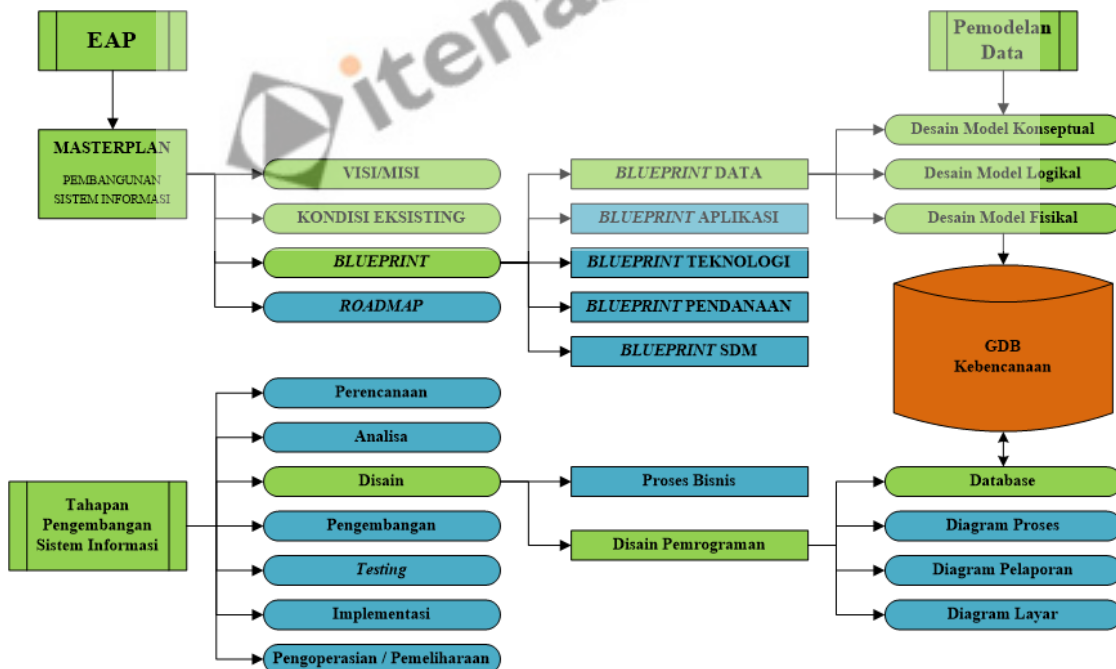 EAP
MASTERPLAN
PEMBANGUNAN
SISTEM INFORMASI
VISI/MISI
KONDISI EKSISTING
BLUEPRINT
ROADMAP
BLUEPRINT DATA
BLUEPRINT APLIKASI
BLUEPRINT TEKNOLOGI
BLUEPRINT PENDANAAN
BLUEPRINT SDM
Pemodelan
Data
Desain Model Konseptual
Desain Model Logikal
Desain Model Fisikal
GDB
Kebencanaan
Tahapan
Pengembangan
Sistem Informasi
Perencanaan
Analisa
Disain
Pengembangan
Testing
Implementasi
Pengoperasian / Pemeliharaan
Proses Bisnis
Disain Pemrograman
Database
Diagram Proses
Diagram Pelaporan
Diagram Layar